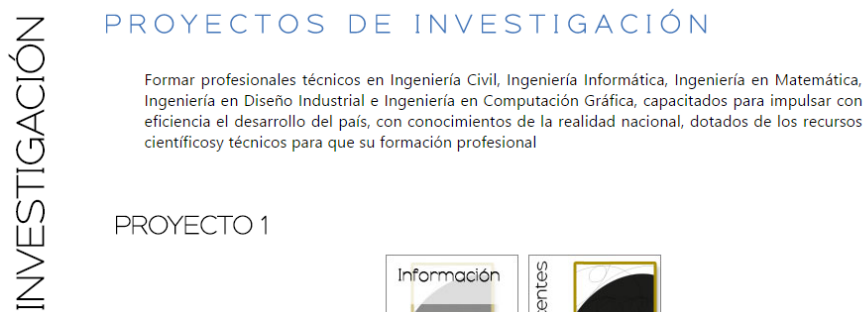 INVESTIGACIÓN
PROYECTOS DE INVESTIGACIÓN
Formar profesionales técnicos en Ingeniería Civil, Ingeniería Informática, Ingeniería en Matemática,
Ingeniería en Diseño Industrial e Ingeniería en Computación Gráfica, capacitados para impulsar con
eficiencia el desarrollo del país, con conocimientos de la realidad nacional, dotados de los recursos
científicosy técnicos para que su formación profesional
PROYECTO 1
Información